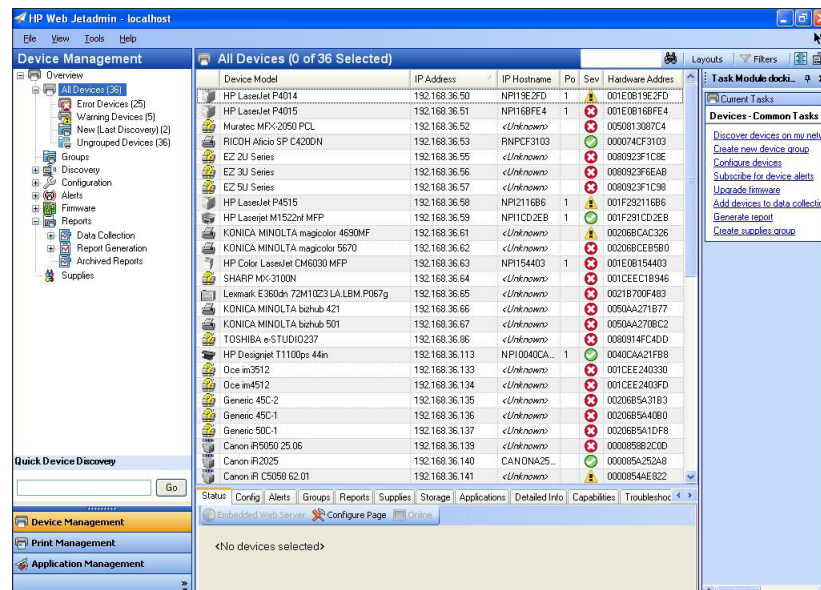 HP Web Jetadmin - localhost
File View Tools Help
Device Management
Overview
All Devices (36)
Error Devices (25)
Warning Devices (5)
New (Last Discovery) (2)
Ungrouped Devices (36)
Groups
Discovery
Configuration
Alerts
Firmware
Reports
Data Collection
Report Generation
Archived Reports
Supplies
Quick Device Discovery
Go
Device Management
Print Management
Application Management
All Devices (0 of 36 Selected)
Layouts Filters
Device Model IP Address IP Hostname Po Sev Hardware Addres
HP LaserJet P4014 192.168.36.50 NPI19E2FD 1 001E0B19E2FD
HP LaserJet P4015 192.168.36.51 NPI16BFE4 1 001E0B16BFE4
Muratec MFX-2050 PCL 192.168.36.52 <Unknown> 0050813087C4
RICOH Aficio SP C420DN 192.168.36.53 RNPCF3103 000074CF3103
EZ 2U Series 192.168.36.55 <Unknown> 0080923F1C8E
EZ 3U Series 192.168.36.56 <Unknown> 0080923F6EAB
EZ 5U Series 192.168.36.57 <Unknown> 0080923F1C98
HP LaserJet P4515 192.168.36.58 NPI2116B6 1 001F292116B6
HP Laserjet M1522nf MFP 192.168.36.59 NPI1CD2EB 1 001F291CD2EB
KONICA MINOLTA magicolor 4690MF 192.168.36.61 <Unknown> 00206BCAC326
KONICA MINOLTA magicolor 5670 192.168.36.62 <Unknown> 00206BCEB5B0
HP Color LaserJet CM6030 MFP 192.168.36.63 NPI154403 1 001E0B154403
SHARP MX-3100N 192.168.36.64 <Unknown> 001CEEC1B946
Lexmark E360dn 72M10Z3 LA.LBM.P067g 192.168.36.65 <Unknown> 0021B700F483
KONICA MINOLTA bizhub 421 192.168.36.66 <Unknown> 0050AA271B77
KONICA MINOLTA bizhub 501 192.168.36.67 <Unknown> 0050AA270BC2
TOSHIBA e-STUDIO237 192.168.36.86 <Unknown> 0080914FC4DD
HP Designjet T1100ps 44in 192.168.36.113 NPI0040CA... 1 0040CAA21FB8
Oce im3512 192.168.36.133 <Unknown> 001CEE240330
Oce im4512 192.168.36.134 <Unknown> 001CEE2403FD
Generic 45C-2 192.168.36.135 <Unknown> 00206B5A31B3
Generic 45C-1 192.168.36.136 <Unknown> 00206B5A40B0
Generic 50C-1 192.168.36.137 <Unknown> 00206B5A1DF8
Canon iR5050 25.06 192.168.36.139 <Unknown> 0000858B2C0D
Canon iR2025 192.168.36.140 CANONA25... 000085A252A8
Canon iR C5058 62.01 192.168.36.141 <Unknown> 0000854AE822
Status Config Alerts Groups Reports Supplies Storage Applications Detailed Info Capabilities Troubleshoc
Embedded Web Server Configure Page Online
<No devices selected>
Task Module docki...
Current Tasks
Devices - Common Tasks
Discover devices on my netw
Create new device group
Configure devices
Subscribe for device alerts
Upgrade firmware
Add devices to data collectio
Generate report
Create supplies group